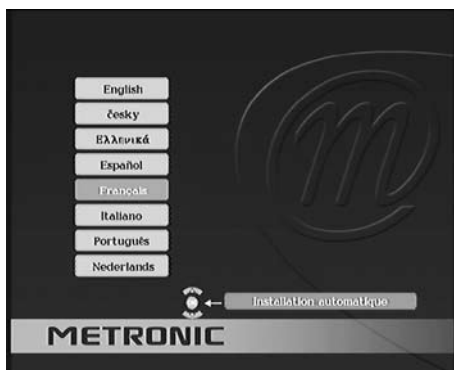 English
česky
Ελληνικά
Español
Français
Italiano
Português
Nederlands
Installation automatique
METRONIC